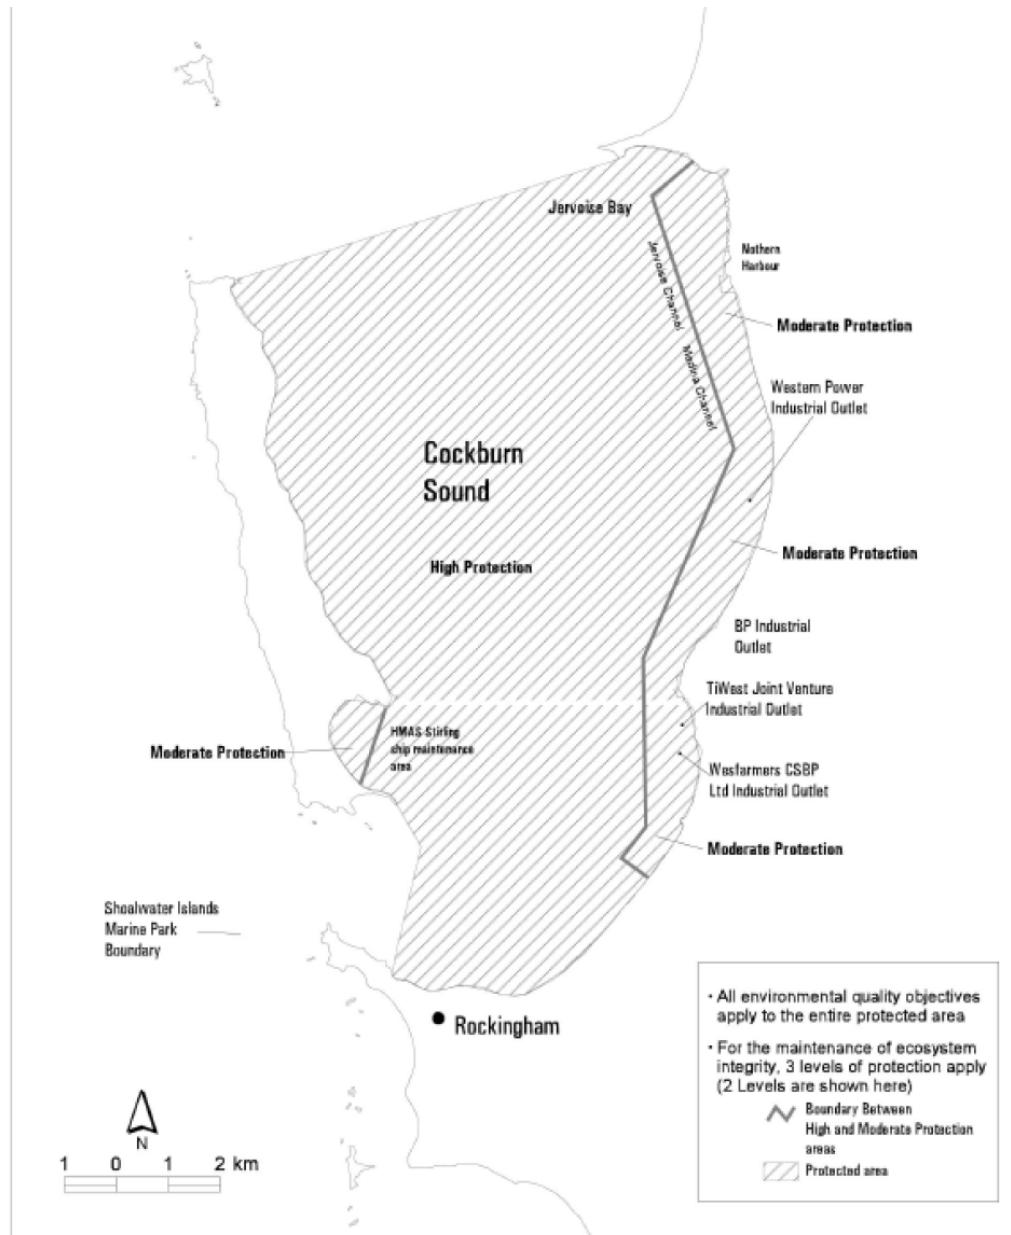 Jervoise Bay
Nothern
Harbour
Jervoise Channel
Medina Channel
Moderate Protection
Western Power
Industrial Outlet
Cockburn
Sound
High Protection
Moderate Protection
BP Industrial
Outlet
TiWest Joint Venture
Industrial Outlet
HMAS Stirling
ship maintenance
area
Moderate Protection
Wesfarmers CSBP
Ltd Industrial Outlet
Moderate Protection
Shoalwater Islands
Marine Park
Boundary
Rockingham
• All environmental quality objectives
apply to the entire protected area
• For the maintenance of ecosystem
integrity, 3 levels of protection apply
(2 Levels are shown here)
Boundary Between
High and Moderate Protection
areas
Protected area
N
1 0 1 2 km